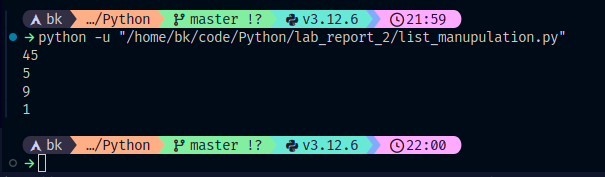 bk …/Python master !? v3.12.6 21:59
→ python -u "/home/bk/code/Python/lab_report_2/list_manupulation.py"
45
5
9
1
bk …/Python master !? v3.12.6 22:00
→